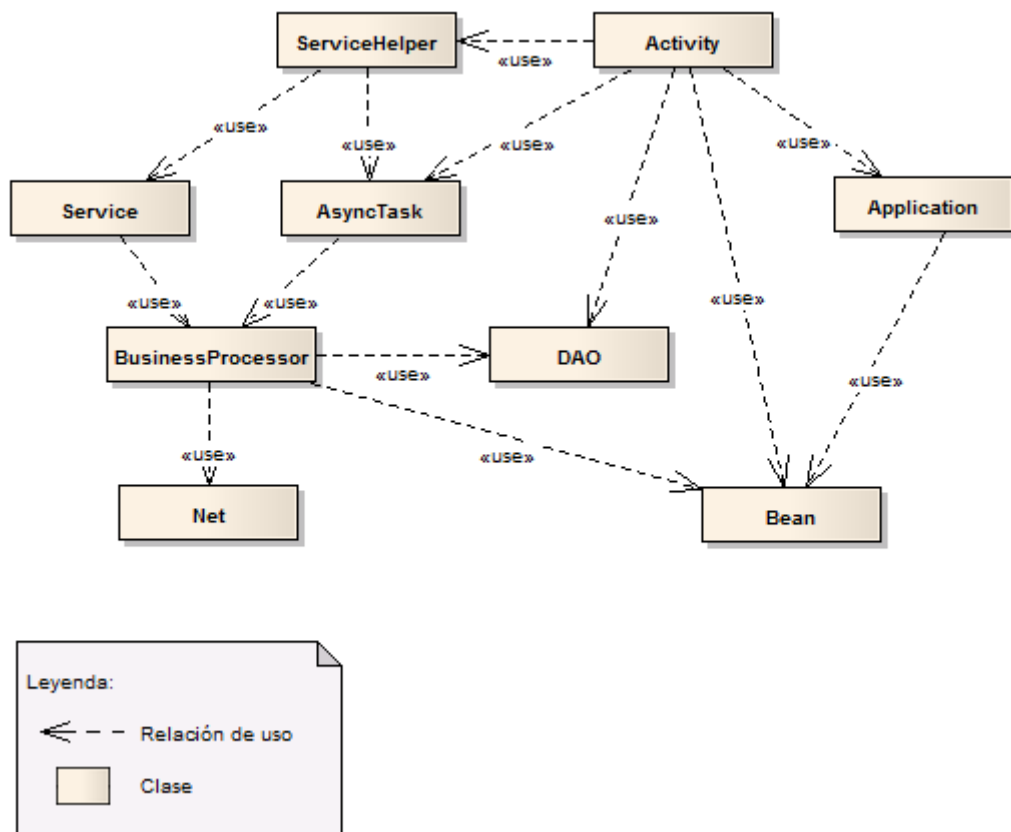 ServiceHelper
Activity
«use»
«use»
«use»
«use»
«use»
Service
AsyncTask
Application
«use»
«use»
«use»
«use»
«use»
BusinessProcessor
DAO
«use»
«use»
«use»
Net
Bean
Leyenda:
Relación de uso
Clase